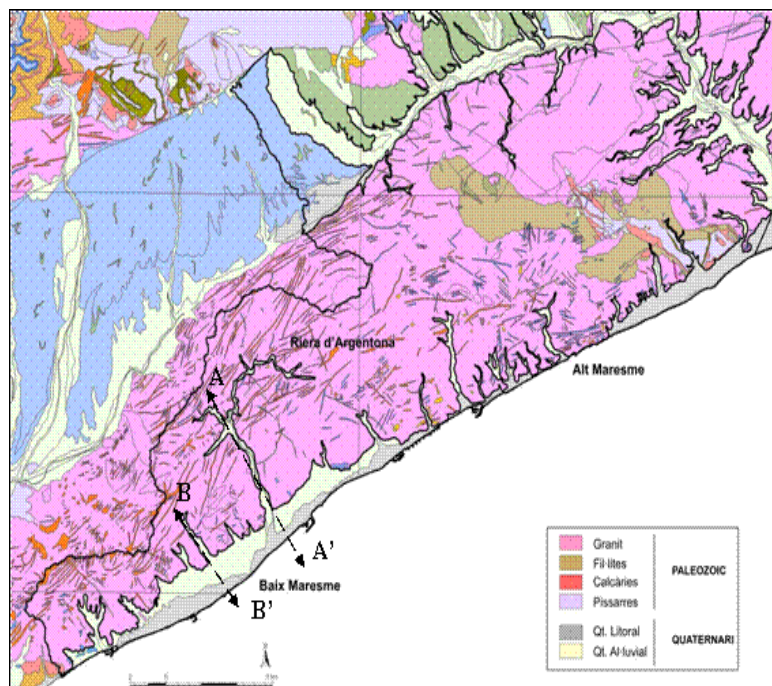 Riera d'Argentona
A
Alt Maresme
B
A'
Baix Maresme
B'
Granit
Fil·lites
PALEOZOIC
Calcàries
Pissarres
Qt. Litoral
QUATERNARI
Qt. Al·luvial